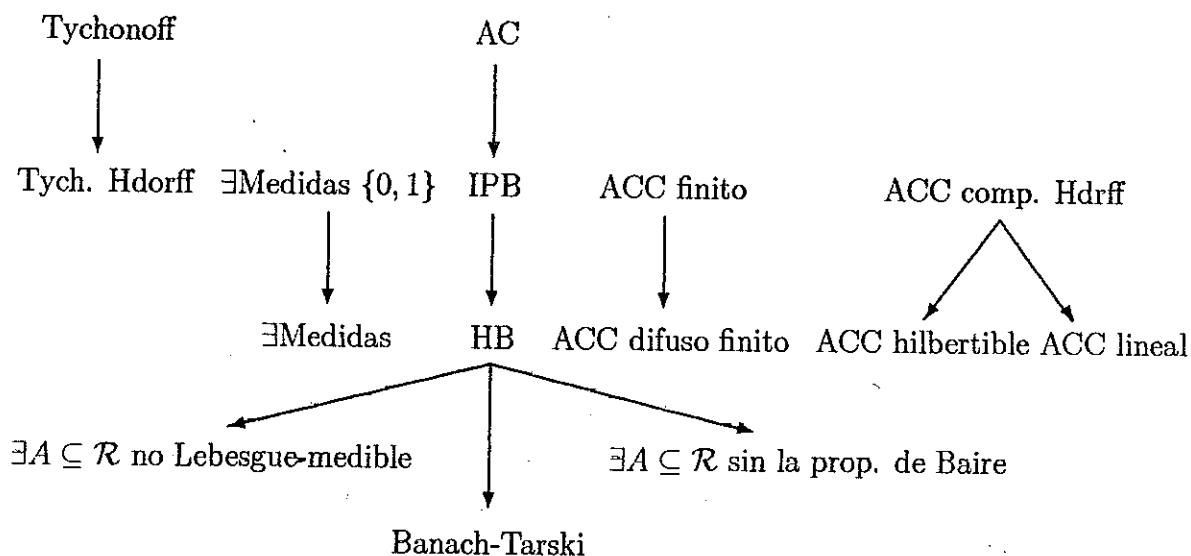 Tychonoff AC
Tych. Hdorff ∃Medidas {0, 1} IPB ACC finito ACC comp. Hdrff
∃Medidas HB ACC difuso finito ACC hilbertible ACC lineal
∃A ⊆ ℛ no Lebesgue-medible ∃A ⊆ ℛ sin la prop. de Baire
Banach-Tarski